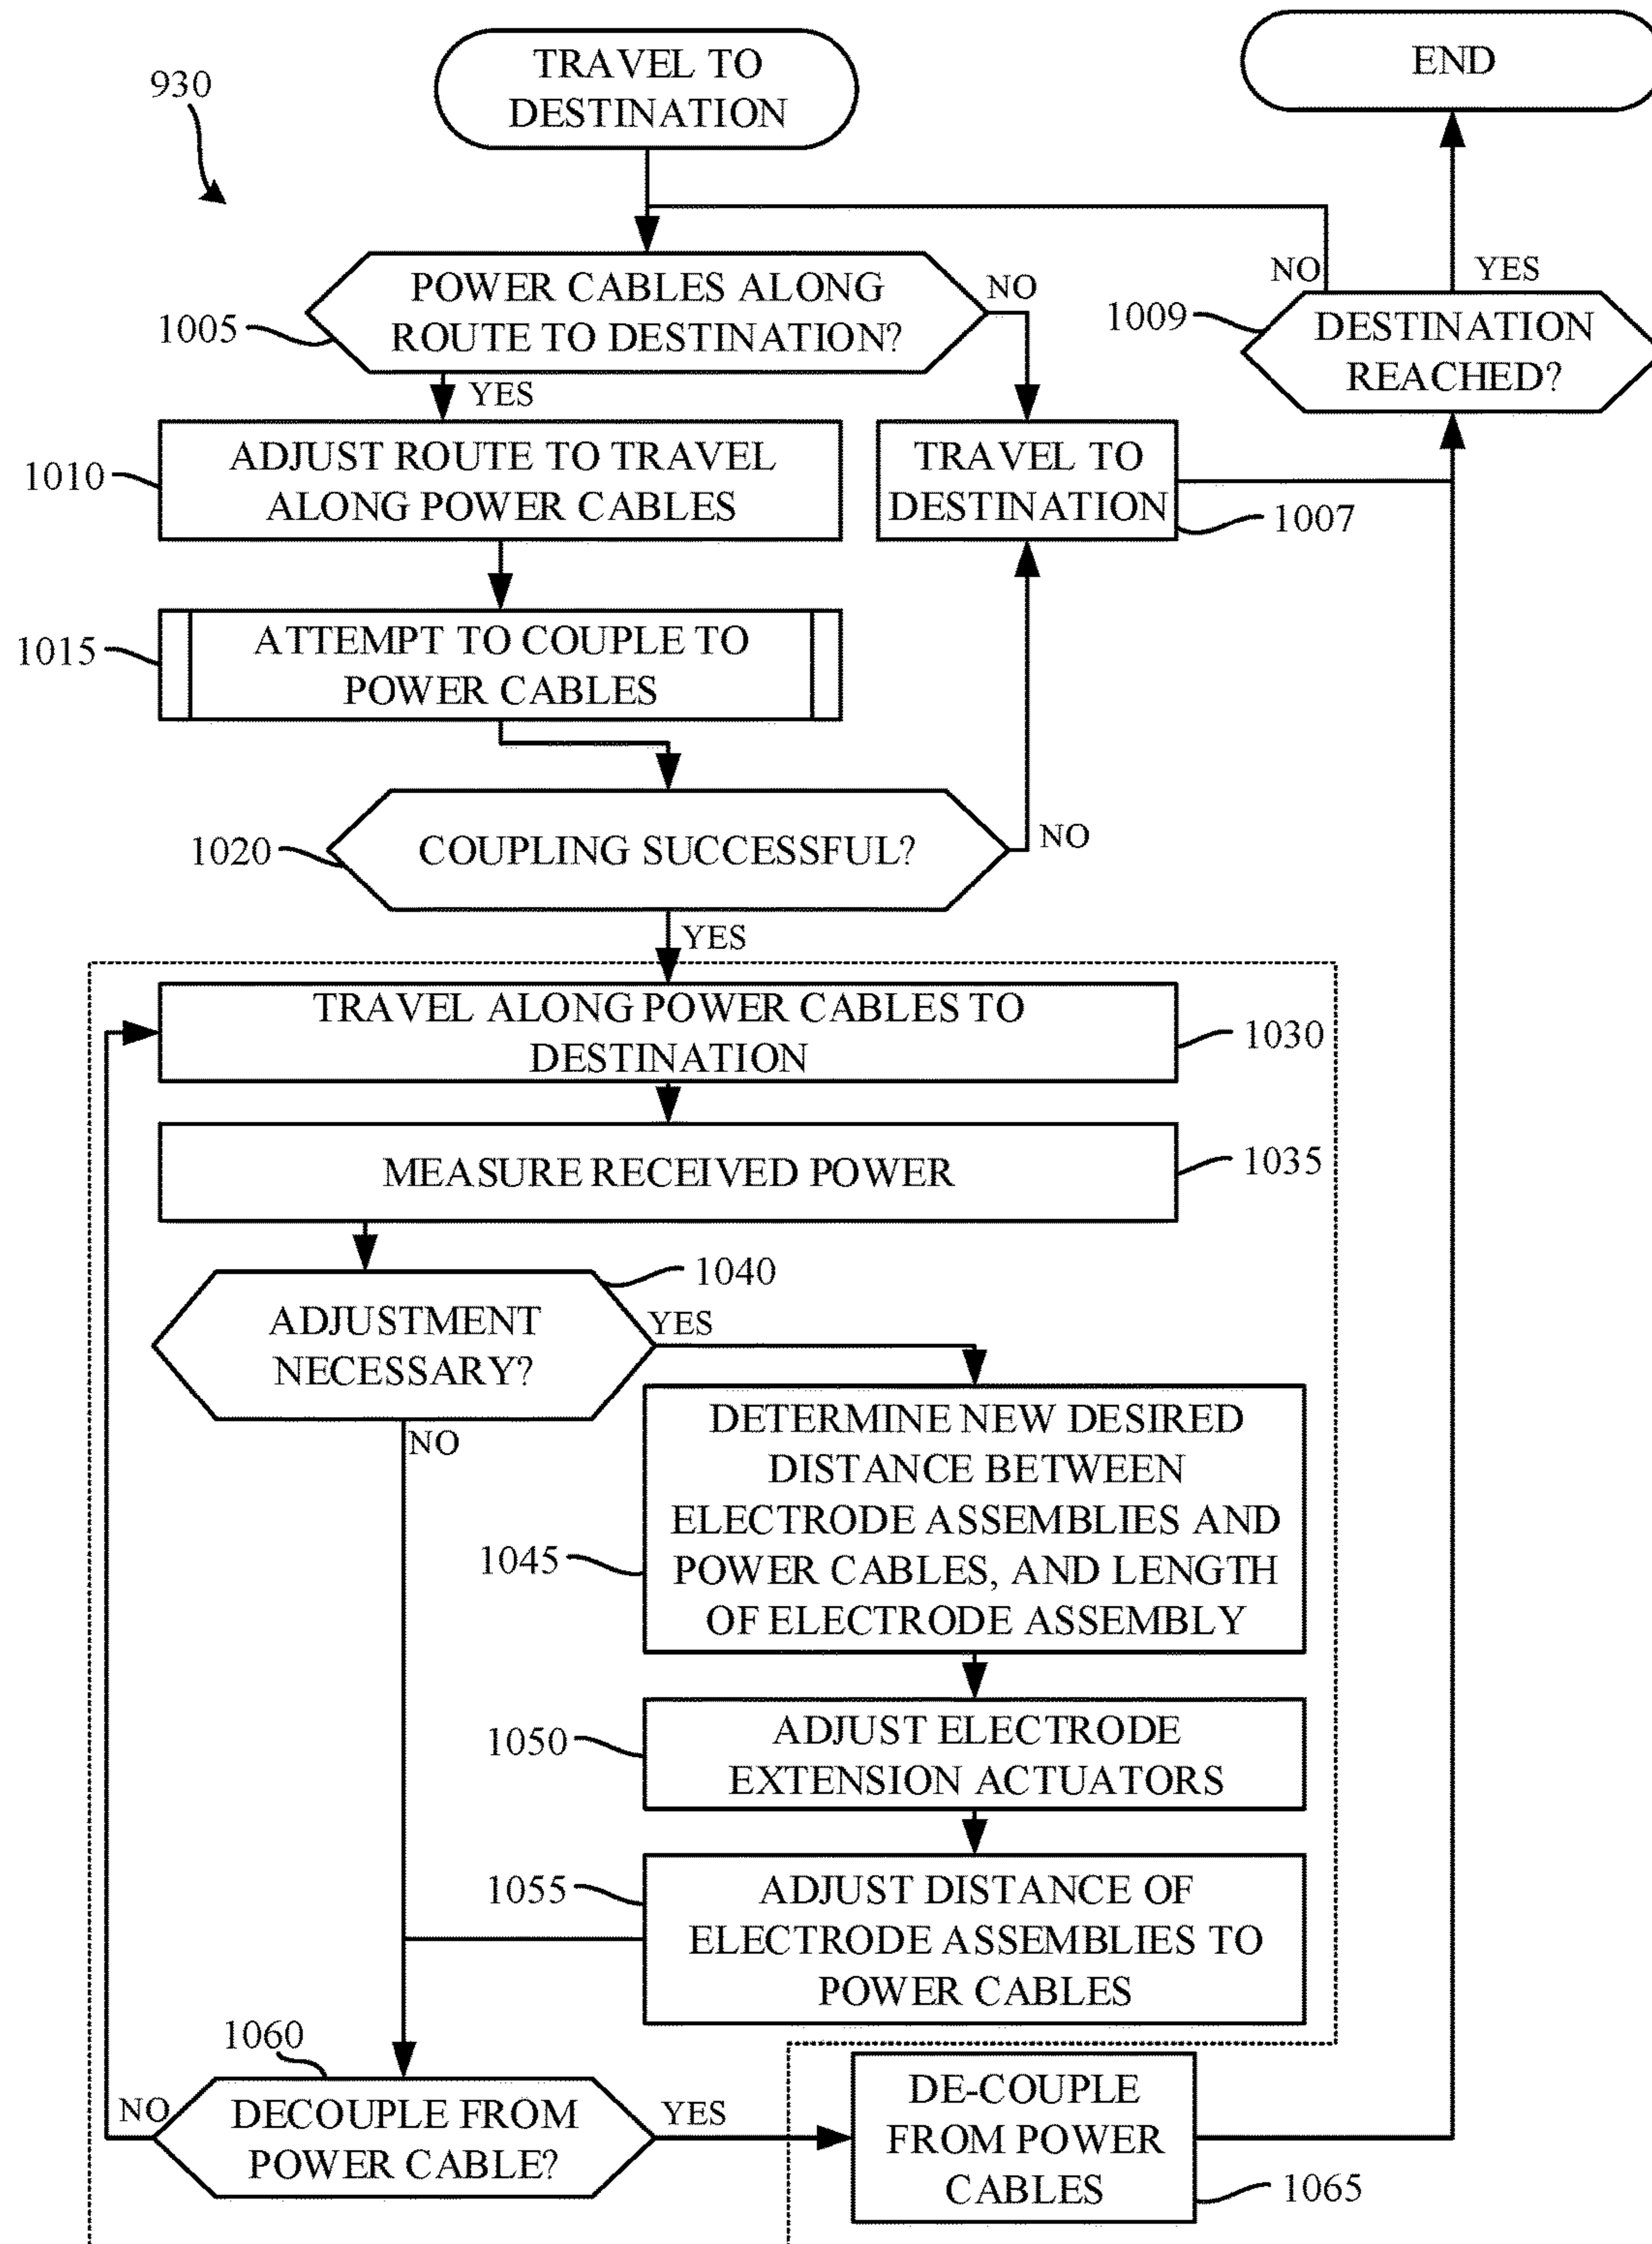 TRAVEL TO
DESTINATION
END
930
POWER CABLES ALONG
ROUTE TO DESTINATION?
1005
NO
YES
NO
YES
1009
DESTINATION
REACHED?
ADJUST ROUTE TO TRAVEL
ALONG POWER CABLES
1010
TRAVEL TO
DESTINATION
1007
1015
ATTEMPT TO COUPLE TO
POWER CABLES
1020
COUPLING SUCCESSFUL?
NO
YES
TRAVEL ALONG POWER CABLES TO
DESTINATION
1030
MEASURE RECEIVED POWER
1035
1040
ADJUSTMENT
NECESSARY?
YES
NO
DETERMINE NEW DESIRED
DISTANCE BETWEEN
ELECTRODE ASSEMBLIES AND
POWER CABLES, AND LENGTH
OF ELECTRODE ASSEMBLY
1045
1050
ADJUST ELECTRODE
EXTENSION ACTUATORS
1055
ADJUST DISTANCE OF
ELECTRODE ASSEMBLIES TO
POWER CABLES
1060
NO
DECOUPLE FROM
POWER CABLE?
YES
DE-COUPLE
FROM POWER
CABLES
1065